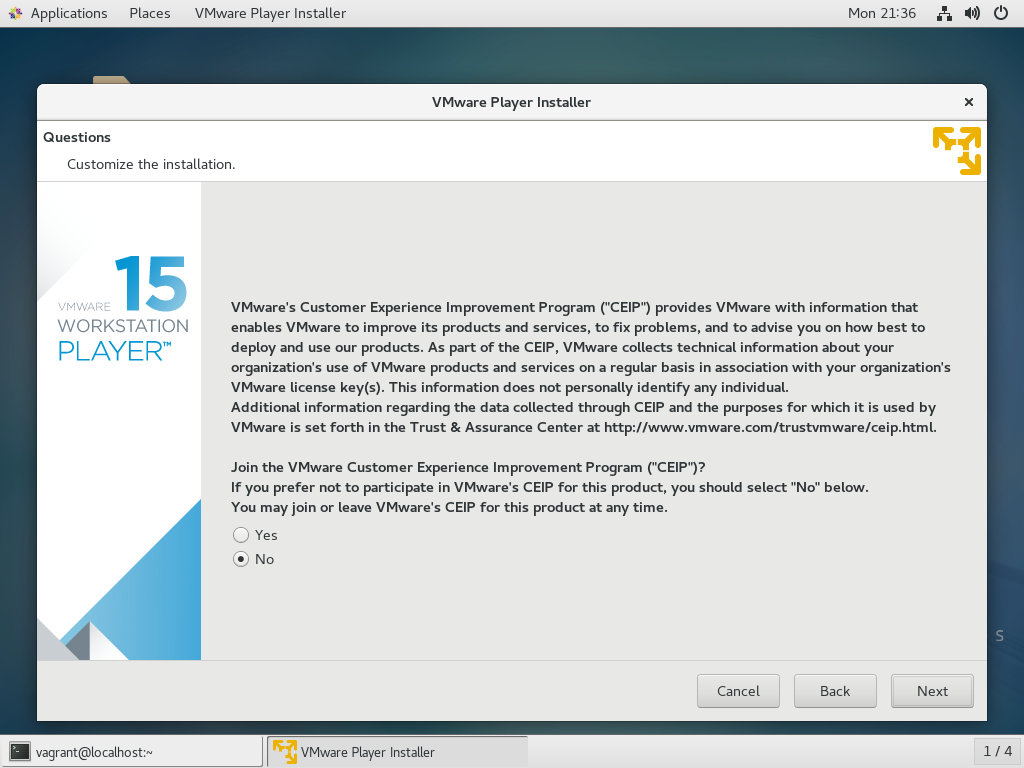 Applications Places VMware Player Installer Mon 21:36
VMware Player Installer
Questions
Customize the installation.
15
VMWARE
WORKSTATION
PLAYER™
VMware's Customer Experience Improvement Program ("CEIP") provides VMware with information that
enables VMware to improve its products and services, to fix problems, and to advise you on how best to
deploy and use our products. As part of the CEIP, VMware collects technical information about your
organization's use of VMware products and services on a regular basis in association with your organization's
VMware license key(s). This information does not personally identify any individual.
Additional information regarding the data collected through CEIP and the purposes for which it is used by
VMware is set forth in the Trust & Assurance Center at http://www.vmware.com/trustvmware/ceip.html.
Join the VMware Customer Experience Improvement Program ("CEIP")?
If you prefer not to participate in VMware's CEIP for this product, you should select "No" below.
You may join or leave VMware's CEIP for this product at any time.
Yes
No
S
Cancel Back Next
vagrant@localhost:~ VMware Player Installer 1 / 4